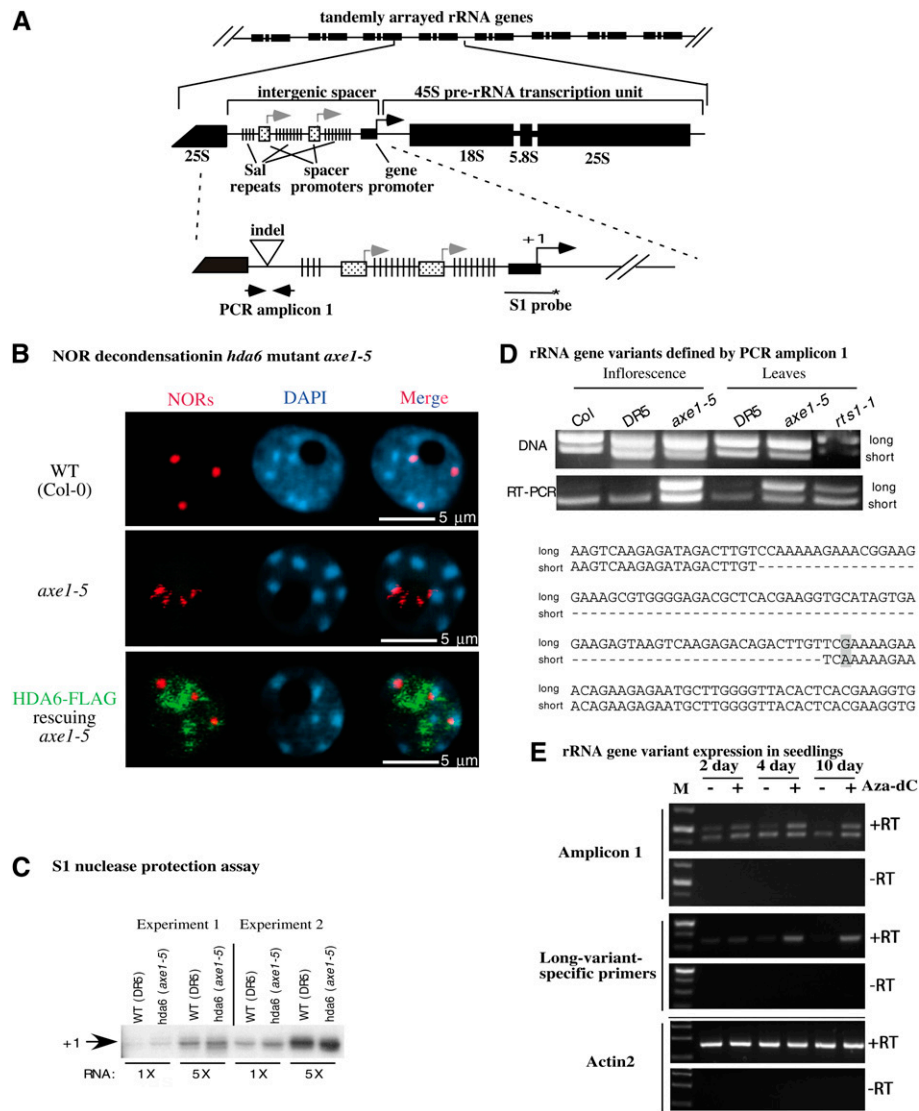 A
tandemly arrayed rRNA genes
intergenic spacer
45S pre-rRNA transcription unit
25S
Sal repeats
spacer promoters
gene promoter
18S
5.8S
25S
indel
+1
PCR amplicon 1
S1 probe
*
B NOR decondensationin hda6 mutant axe1-5
NORs DAPI Merge
WT (Col-0)
5 µm
axe1-5
5 µm
HDA6-FLAG rescuing axe1-5
5 µm
C S1 nuclease protection assay
Experiment 1 Experiment 2
WT (DR5)
hda6 (axe1-5)
WT (DR5)
hda6 (axe1-5)
WT (DR5)
hda6 (axe1-5)
WT (DR5)
hda6 (axe1-5)
+1
RNA: 1X 5X 1X 5X
D rRNA gene variants defined by PCR amplicon 1
Inflorescence Leaves
Col DR5 axe1-5 DR5 axe1-5 rts1-1
DNA long
short
RT-PCR long
short
long AAGTCAAGAGATAGACTTGTCCAAAAAGAAACGGAAG
short AAGTCAAGAGATAGACTTGT-----------------
long GAAAGCGTGGGGAGACGCTCACGAAGGTGCATAGTGA
short -------------------------------------
long GAAGAGTAAGTCAAGAGACAGACTTGTTCGAAAAGAA
short ---------------------------TCAAAAAGAA
long ACAGAAGAGAATGCTTGGGGTTACACTCACGAAGGTG
short ACAGAAGAGAATGCTTGGGGTTACACTCACGAAGGTG
E rRNA gene variant expression in seedlings
2 day 4 day 10 day
M - + - + - + Aza-dC
Amplicon 1
+RT
-RT
Long-variant-specific primers
+RT
-RT
Actin2
+RT
-RT